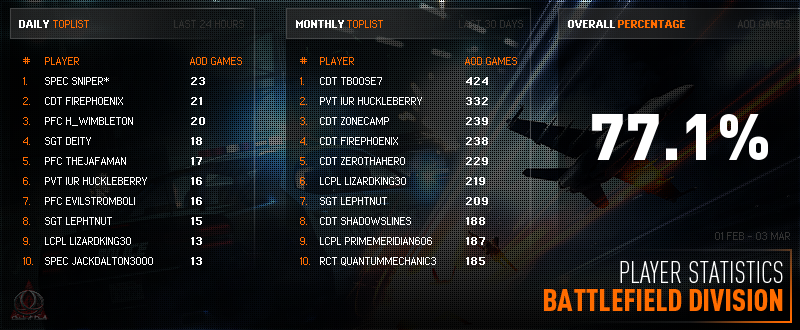 DAILY TOPLIST LAST 24 HOURS
# PLAYER AOD GAMES
1. SPEC SNIPER* 23
2. CDT FIREPHOENIX 21
3. PFC H_WIMBLETON 20
4. SGT DEITY 18
5. PFC THEJAFAMAN 17
6. PVT IUR HUCKLEBERRY 16
7. PFC EVILSTROMBOLI 16
8. SGT LEPHTNUT 15
9. LCPL LIZARDKING30 13
10. SPEC JACKDALTON3000 13
MONTHLY TOPLIST LAST 30 DAYS
# PLAYER AOD GAMES
1. CDT TBOOSE7 424
2. PVT IUR HUCKLEBERRY 332
3. CDT ZONECAMP 239
4. CDT FIREPHOENIX 238
5. CDT ZEROTHAHERO 229
6. LCPL LIZARDKING30 219
7. SGT LEPHTNUT 209
8. CDT SHADOWSLINES 188
9. LCPL PRIMEMERIDIAN606 187
10. RCT QUANTUMMECHANIC3 185
OVERALL PERCENTAGE AOD GAMES
77.1%
01 FEB - 03 MAR
PLAYER STATISTICS
BATTLEFIELD DIVISION